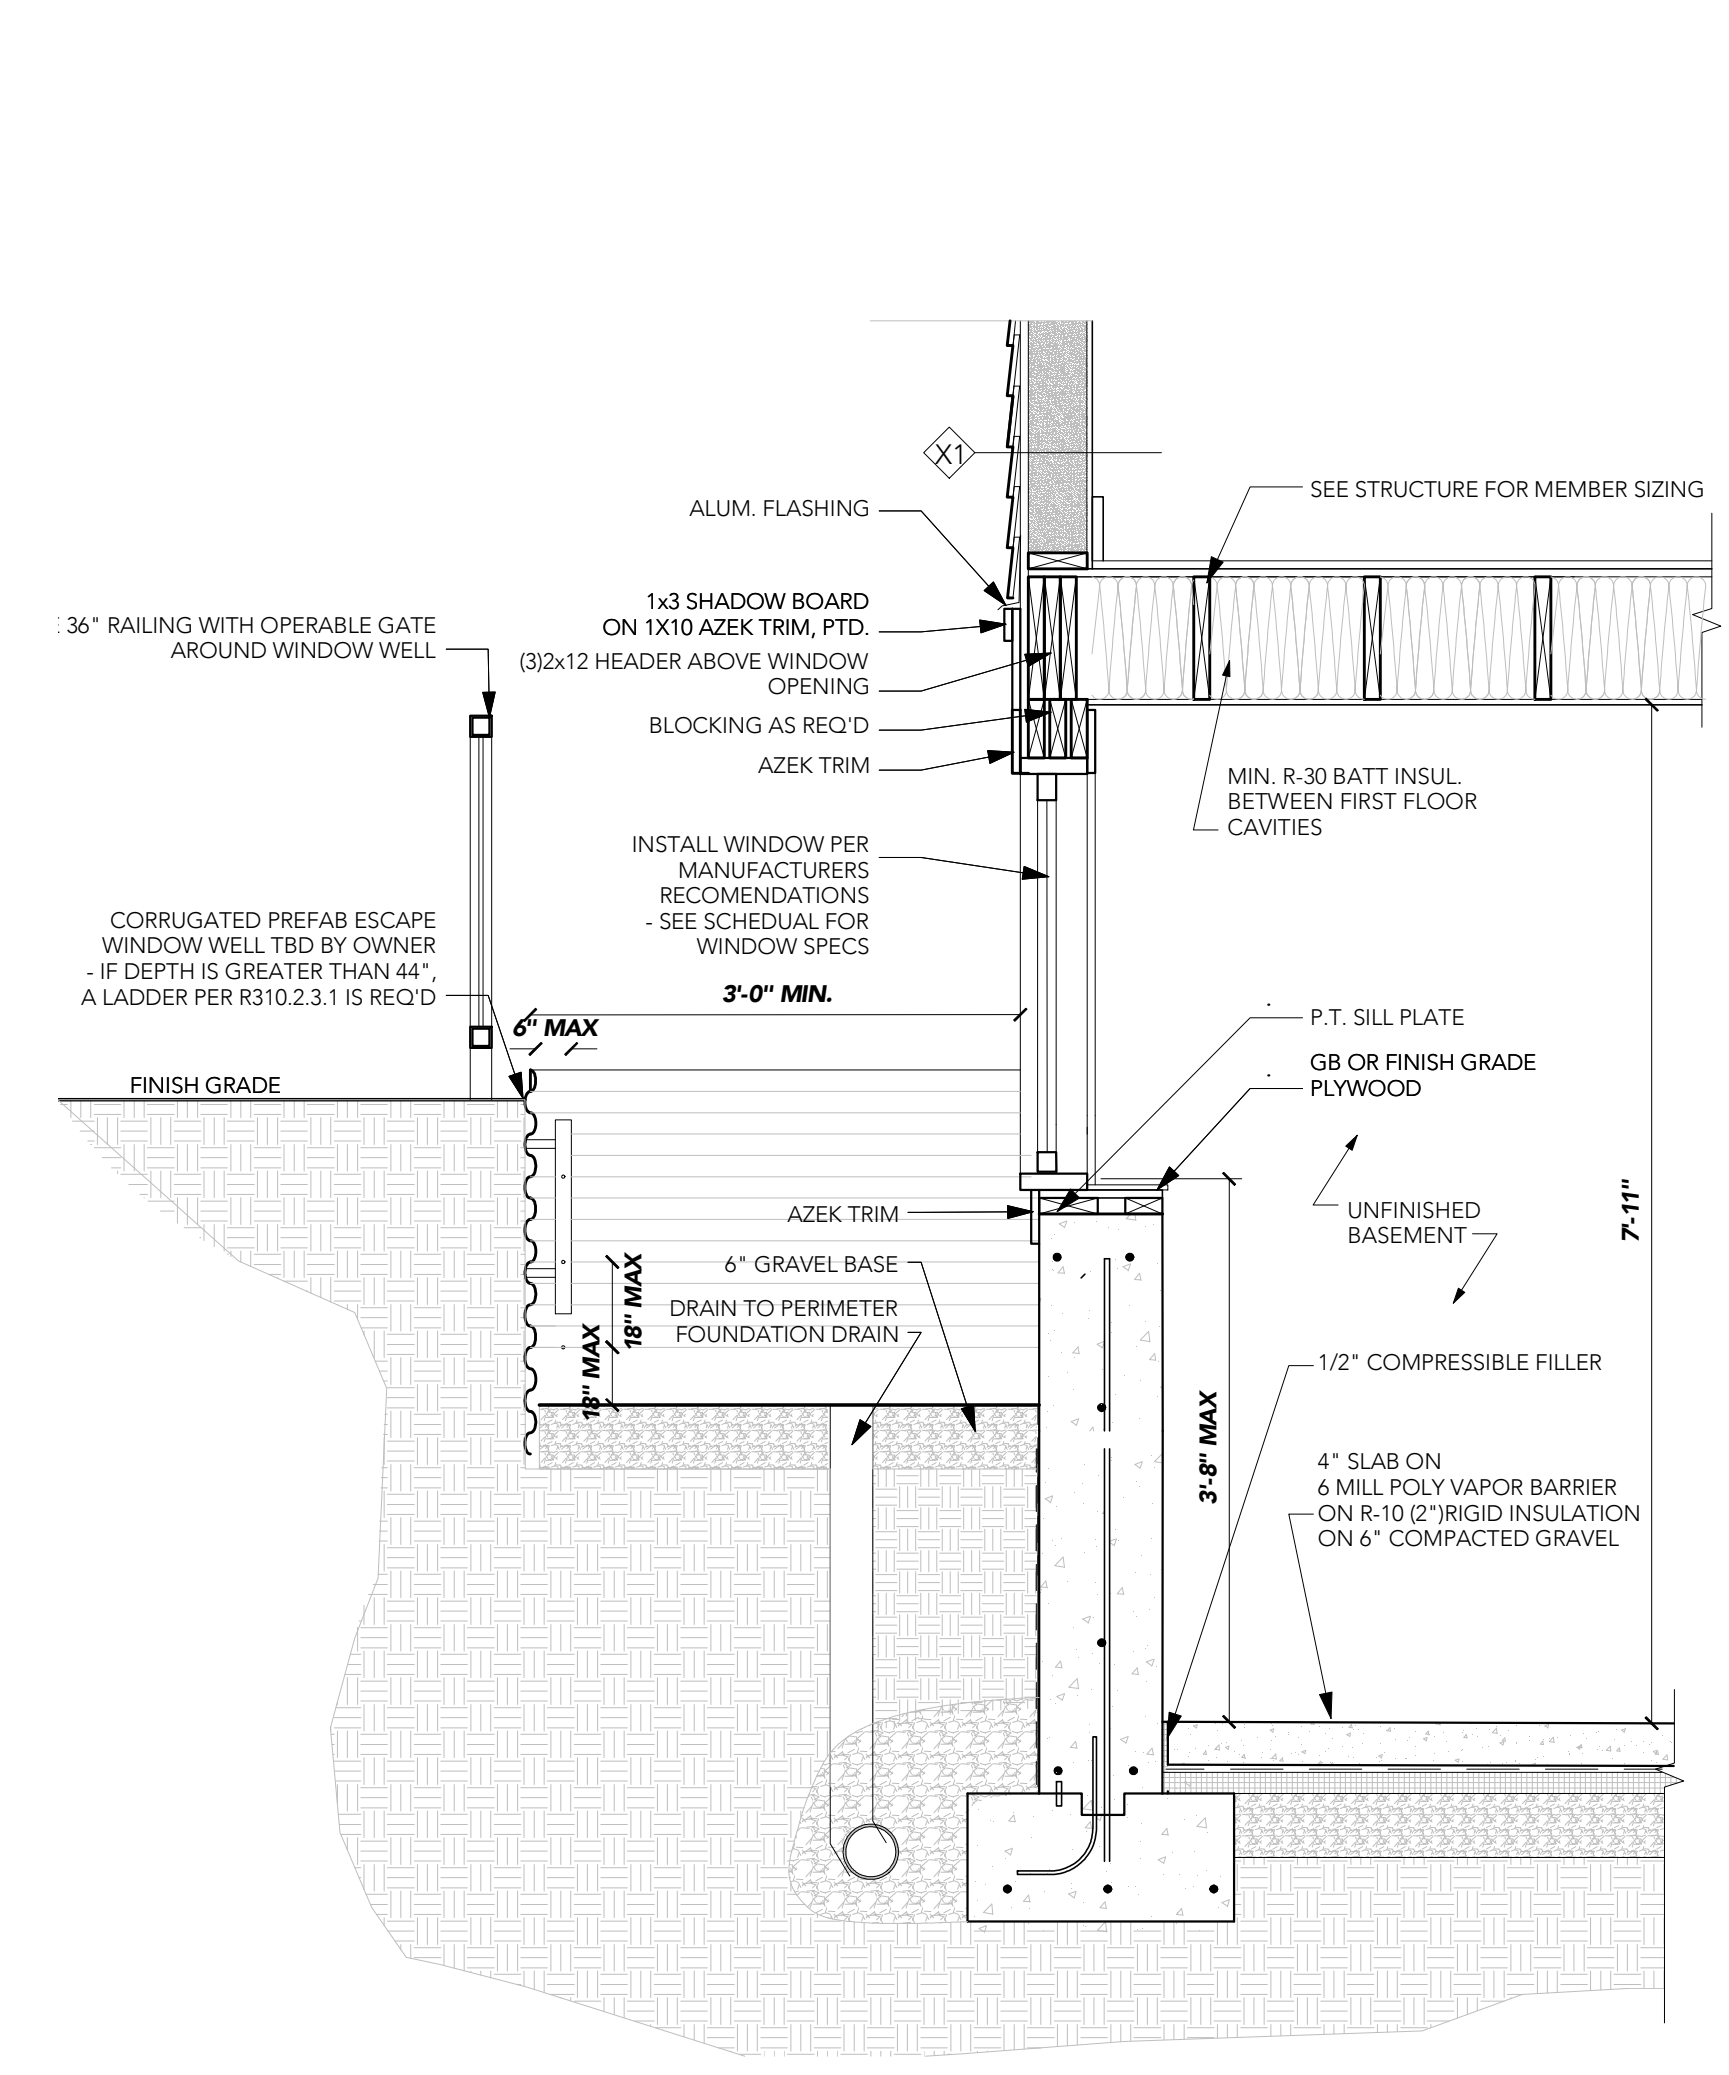 X1
SEE STRUCTURE FOR MEMBER SIZING
ALUM. FLASHING
1x3 SHADOW BOARD
ON 1X10 AZEK TRIM, PTD.
36" RAILING WITH OPERABLE GATE
AROUND WINDOW WELL
(3)2x12 HEADER ABOVE WINDOW
OPENING
BLOCKING AS REQ'D
AZEK TRIM
MIN. R-30 BATT INSUL.
BETWEEN FIRST FLOOR
CAVITIES
INSTALL WINDOW PER
MANUFACTURERS
RECOMENDATIONS
- SEE SCHEDUAL FOR
WINDOW SPECS
CORRUGATED PREFAB ESCAPE
WINDOW WELL TBD BY OWNER
- IF DEPTH IS GREATER THAN 44",
A LADDER PER R310.2.3.1 IS REQ'D
3'-0" MIN.
6" MAX
P.T. SILL PLATE
GB OR FINISH GRADE
PLYWOOD
FINISH GRADE
UNFINISHED
BASEMENT
7'-11"
AZEK TRIM
6" GRAVEL BASE
DRAIN TO PERIMETER
FOUNDATION DRAIN
18" MAX
18" MAX
1/2" COMPRESSIBLE FILLER
3'-8" MAX
4" SLAB ON
6 MILL POLY VAPOR BARRIER
ON R-10 (2")RIGID INSULATION
ON 6" COMPACTED GRAVEL